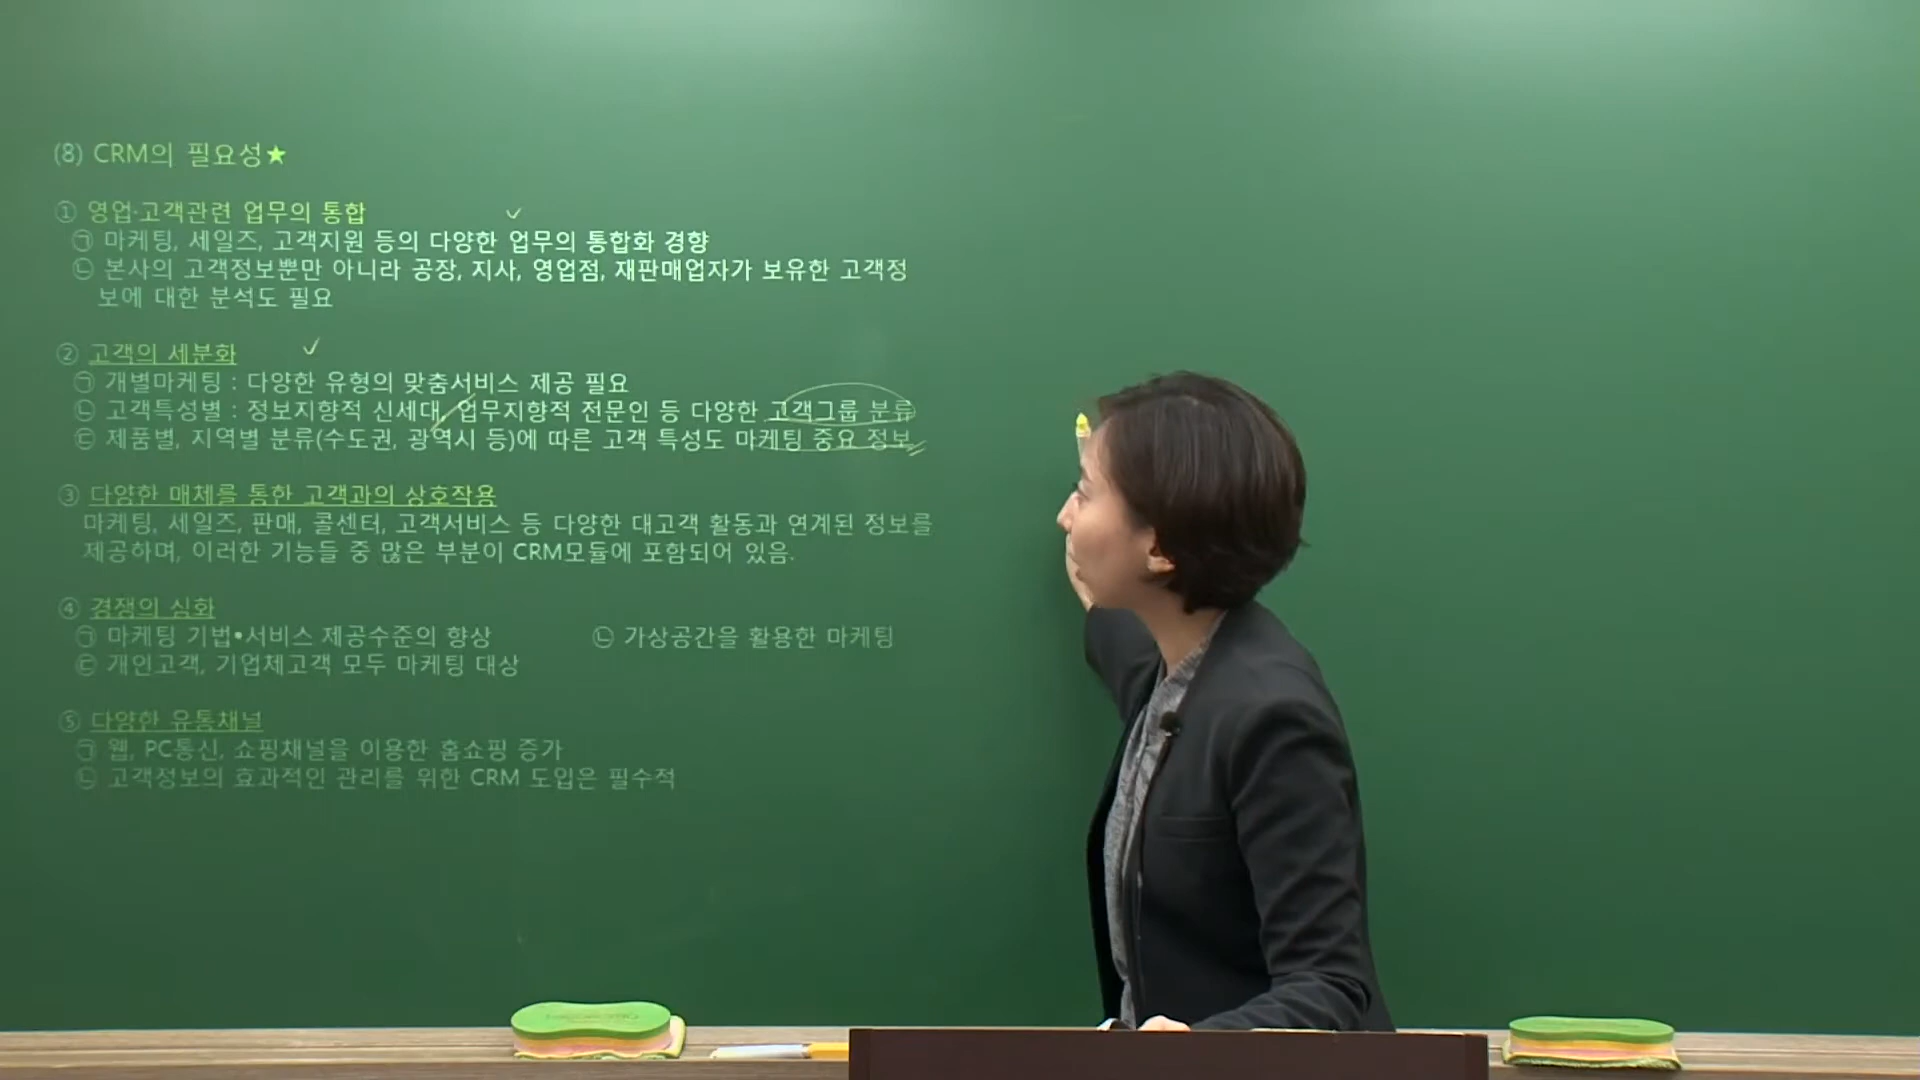 (8) CRM의 필요성★
① 영업·고객관련 업무의 통합
㉠ 마케팅, 세일즈, 고객지원 등의 다양한 업무의 통합화 경향
㉡ 본사의 고객정보뿐만 아니라 공장, 지사, 영업점, 재판매업자가 보유한 고객정
보에 대한 분석도 필요
② 고객의 세분화
㉠ 개별마케팅 : 다양한 유형의 맞춤서비스 제공 필요
㉡ 고객특성별 : 정보지향적 신세대, 업무지향적 전문인 등 다양한 고객그룹 분류
㉢ 제품별, 지역별 분류(수도권, 광역시 등)에 따른 고객 특성도 마케팅 중요 정보
③ 다양한 매체를 통한 고객과의 상호작용
마케팅, 세일즈, 판매, 콜센터, 고객서비스 등 다양한 대고객 활동과 연계된 정보를
제공하며, 이러한 기능들 중 많은 부분이 CRM모듈에 포함되어 있음.
④ 경쟁의 심화
㉠ 마케팅 기법•서비스 제공수준의 향상 ㉡ 가상공간을 활용한 마케팅
㉢ 개인고객, 기업체고객 모두 마케팅 대상
⑤ 다양한 유통채널
㉠ 웹, PC통신, 쇼핑채널을 이용한 홈쇼핑 증가
㉡ 고객정보의 효과적인 관리를 위한 CRM 도입은 필수적